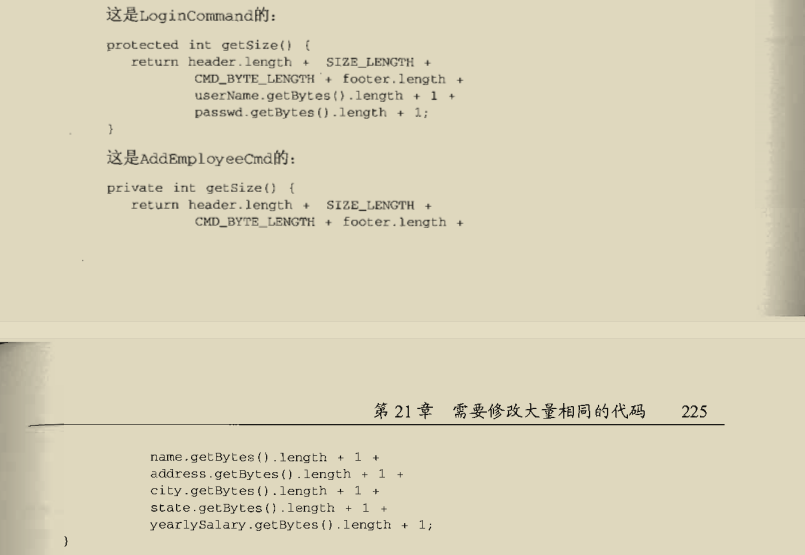 这是LoginCommand的:
protected int getSize() {
return header.length + SIZE_LENGTH +
CMD_BYTE_LENGTH + footer.length +
userName.getBytes().length + 1 +
passwd.getBytes().length + 1;
}
这是AddEmployeeCmd的:
private int getSize() {
return header.length + SIZE_LENGTH +
CMD_BYTE_LENGTH + footer.length +
第 21 章 需要修改大量相同的代码 225
name.getBytes().length + 1 +
address.getBytes().length + 1 +
city.getBytes().length + 1 +
state.getBytes().length + 1 +
yearlySalary.getBytes().length + 1;
}